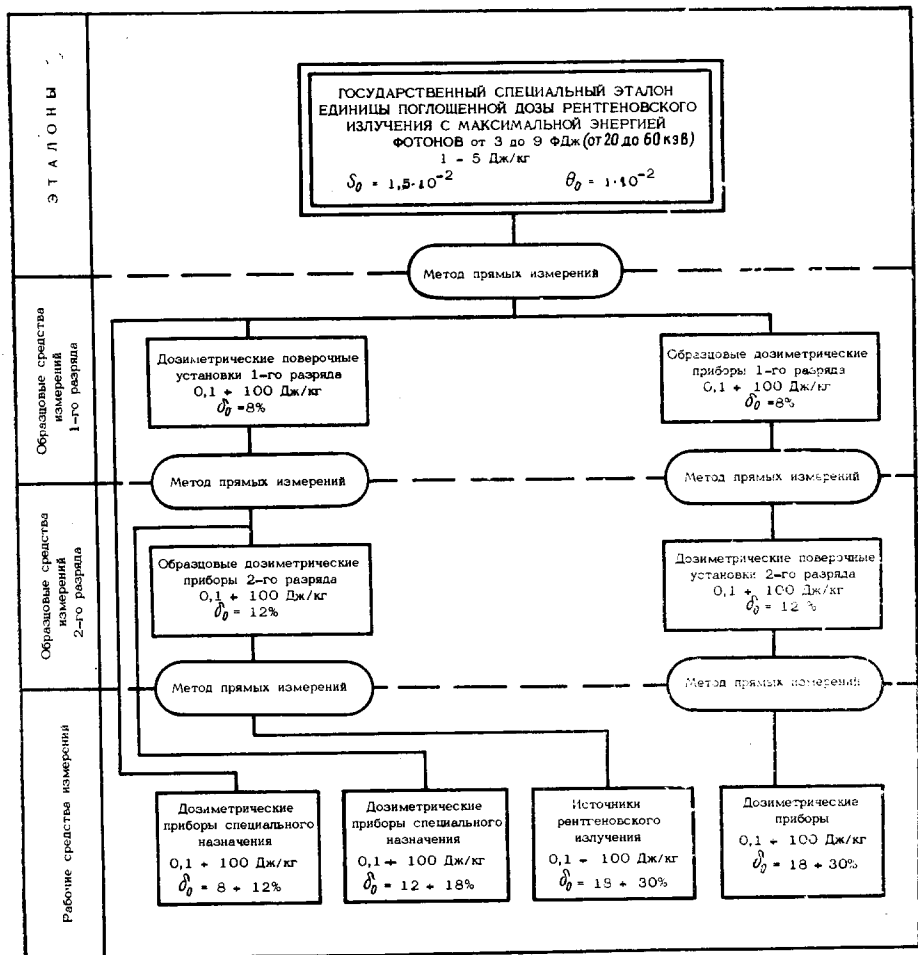 ЭТАЛОНЫ
ГОСУДАРСТВЕННЫЙ СПЕЦИАЛЬНЫЙ ЭТАЛОН
ЕДИНИЦЫ ПОГЛОЩЕННОЙ ДОЗЫ РЕНТГЕНОВСКОГО
ИЗЛУЧЕНИЯ С МАКСИМАЛЬНОЙ ЭНЕРГИЕЙ
ФОТОНОВ от 3 до 9 ФДж (от 20 до 60 кэВ)
1 – 5 Дж/кг
S₀ = 1,5·10⁻² θ₀ = 1·10⁻²
Метод прямых измерений
Образцовые средства
измерений
1-го разряда
Дозиметрические поверочные
установки 1-го разряда
0,1 ÷ 100 Дж/кг
δ₀ =8%
Образцовые дозиметрические
приборы 1-го разряда
0,1 ÷ 100 Дж/кг
δ₀ =8%
Метод прямых измерений
Метод прямых измерений
Образцовые средства
измерений
2-го разряда
Образцовые дозиметрические
приборы 2-го разряда
0,1 ÷ 100 Дж/кг
δ₀ = 12%
Дозиметрические поверочные
установки 2-го разряда
0,1 ÷ 100 Дж/кг
δ₀ = 12 %
Метод прямых измерений
Метод прямых измерений
Рабочие средства измерений
Дозиметрические
приборы специального
назначения
0,1 ÷ 100 Дж/кг
δ₀ = 8 ÷ 12%
Дозиметрические
приборы специального
назначения
0,1 ÷ 100 Дж/кг
δ₀ = 12 ÷ 18%
Источники
рентгеновского
излучения
0,1 ÷ 100 Дж/кг
δ₀ = 18 ÷ 30%
Дозиметрические
приборы
0,1 ÷ 100 Дж/кг
δ₀ = 18 ÷ 30%